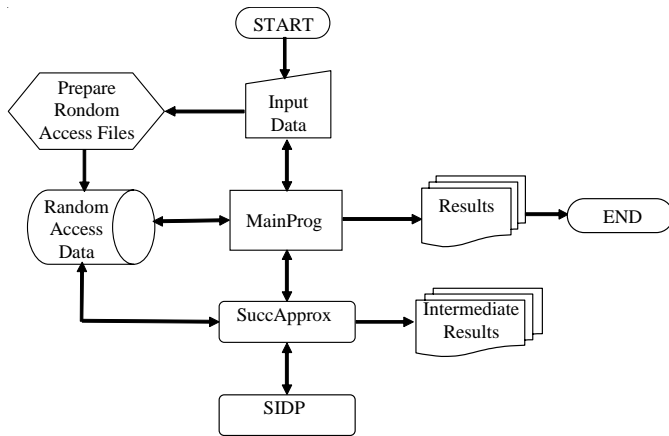 START
Prepare
Rondom
Access Files
Input
Data
Random
Access
Data
MainProg
Results
END
SuccApprox
Intermediate
Results
SIDP